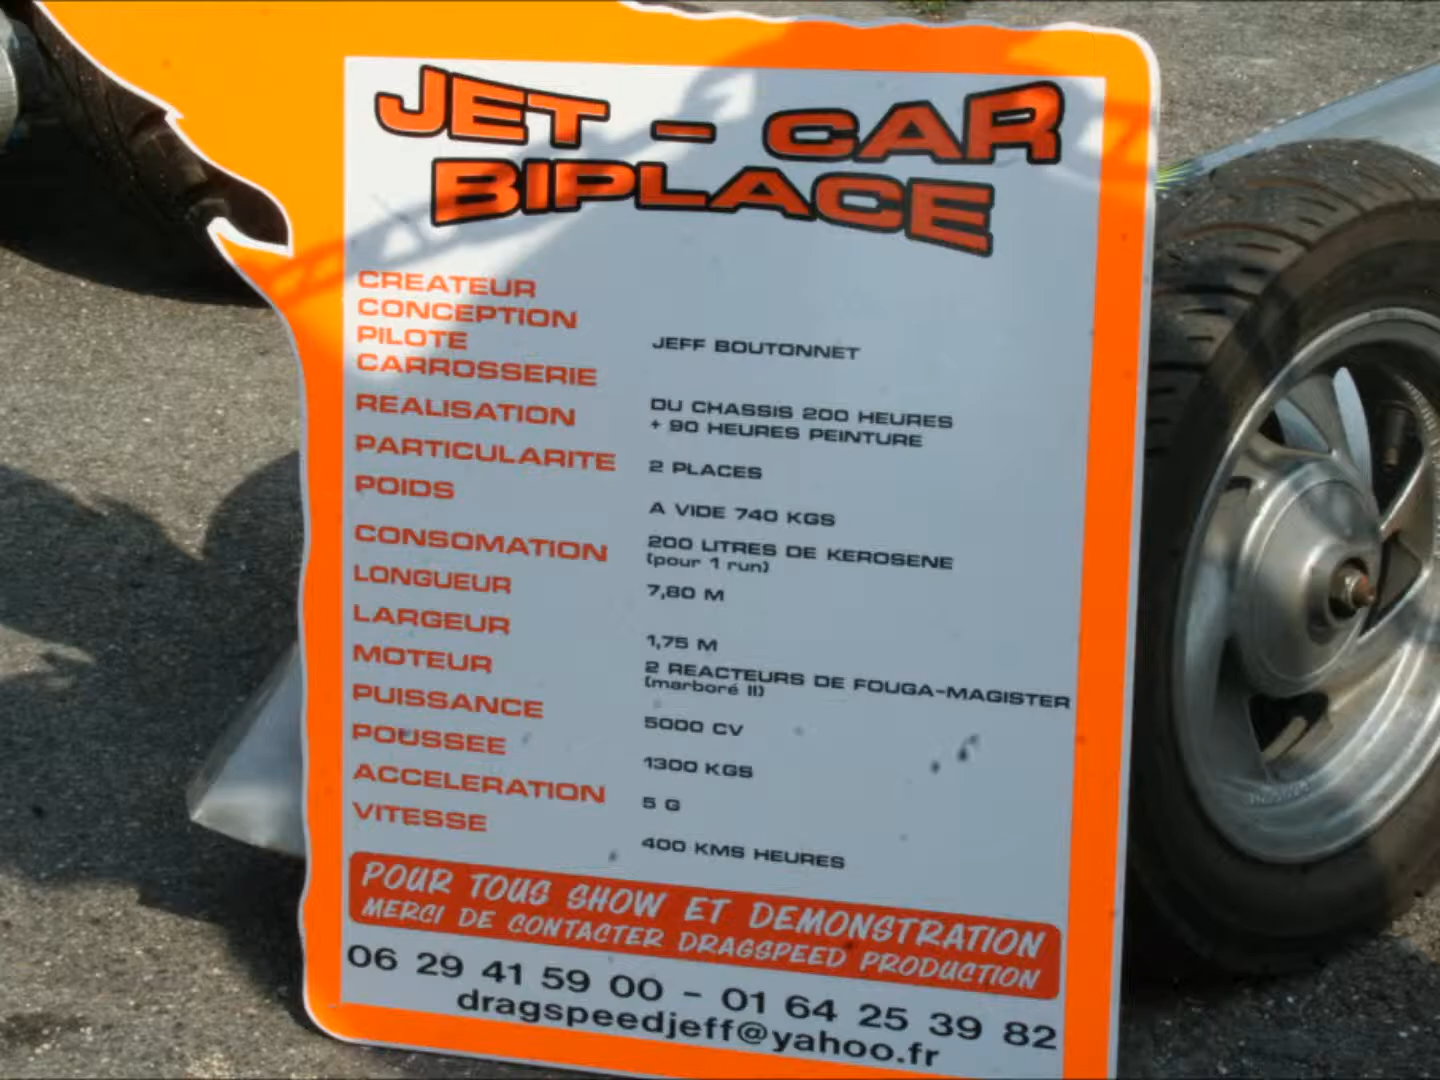 JET - CAR
BIPLACE
CREATEUR
CONCEPTION
PILOTE
CARROSSERIE
JEFF BOUTONNET
REALISATION
DU CHASSIS 200 HEURES
+ 90 HEURES PEINTURE
PARTICULARITE
2 PLACES
POIDS
A VIDE 740 KGS
CONSOMATION
200 LITRES DE KEROSENE
(pour 1 run)
LONGUEUR
7,80 M
LARGEUR
1,75 M
MOTEUR
2 REACTEURS DE FOUGA-MAGISTER
(marboré II)
PUISSANCE
5000 CV
POUSSEE
1300 KGS
ACCELERATION
5 G
VITESSE
400 KMS HEURES
POUR TOUS SHOW ET DEMONSTRATION
MERCI DE CONTACTER DRAGSPEED PRODUCTION
06 29 41 59 00 - 01 64 25 39 82
dragspeedjeff@yahoo.fr